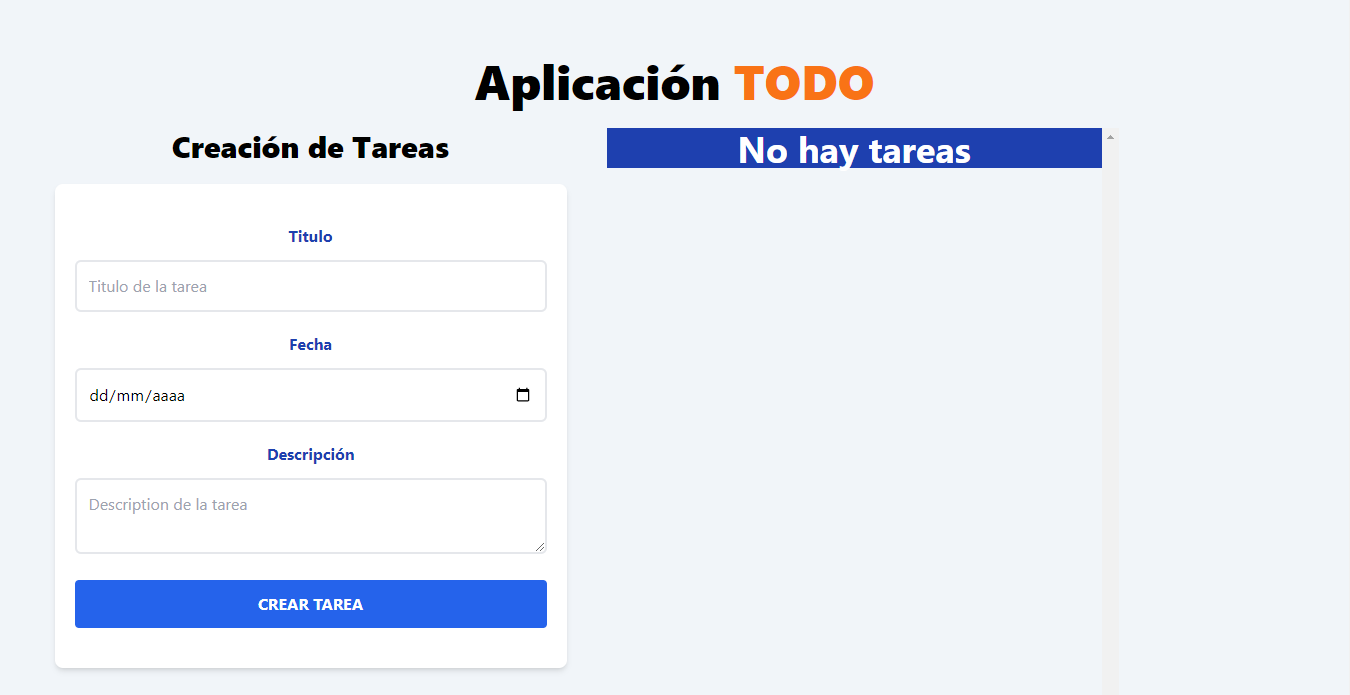 Aplicación TODO
Creación de Tareas
Titulo
Titulo de la tarea
Fecha
dd/mm/aaaa
Descripción
Description de la tarea
CREAR TAREA
No hay tareas